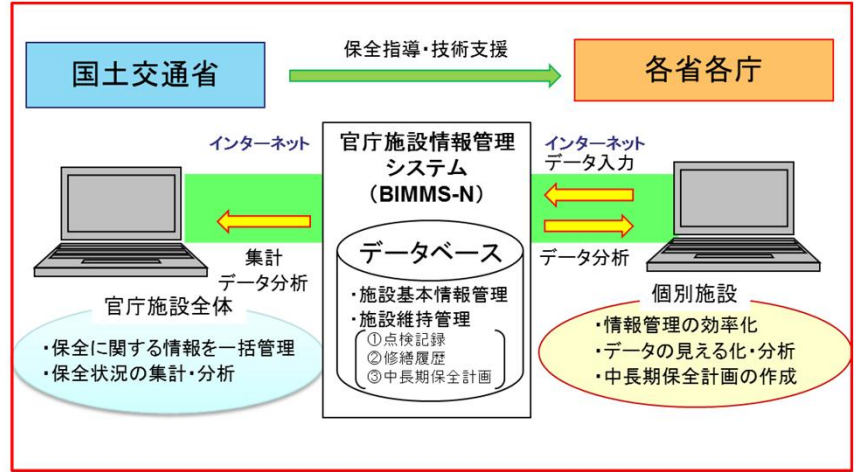 国土交通省
保全指導・技術支援
各省各庁
インターネット
官庁施設情報管理
システム
（BIMMS-N）
インターネット
データ入力
データベース
集計
データ分析
データ分析
・施設基本情報管理
・施設維持管理
①点検記録
②修繕履歴
③中長期保全計画
官庁施設全体
・保全に関する情報を一括管理
・保全状況の集計・分析
個別施設
・情報管理の効率化
・データの見える化・分析
・中長期保全計画の作成